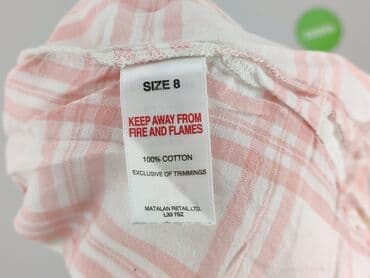 SIZE 8
KEEP AWAY FROM
FIRE AND FLAMES
100% COTTON
EXCLUSIVE OF TRIMMINGS
MATALAN RETAIL LTD.
L33 7SZ